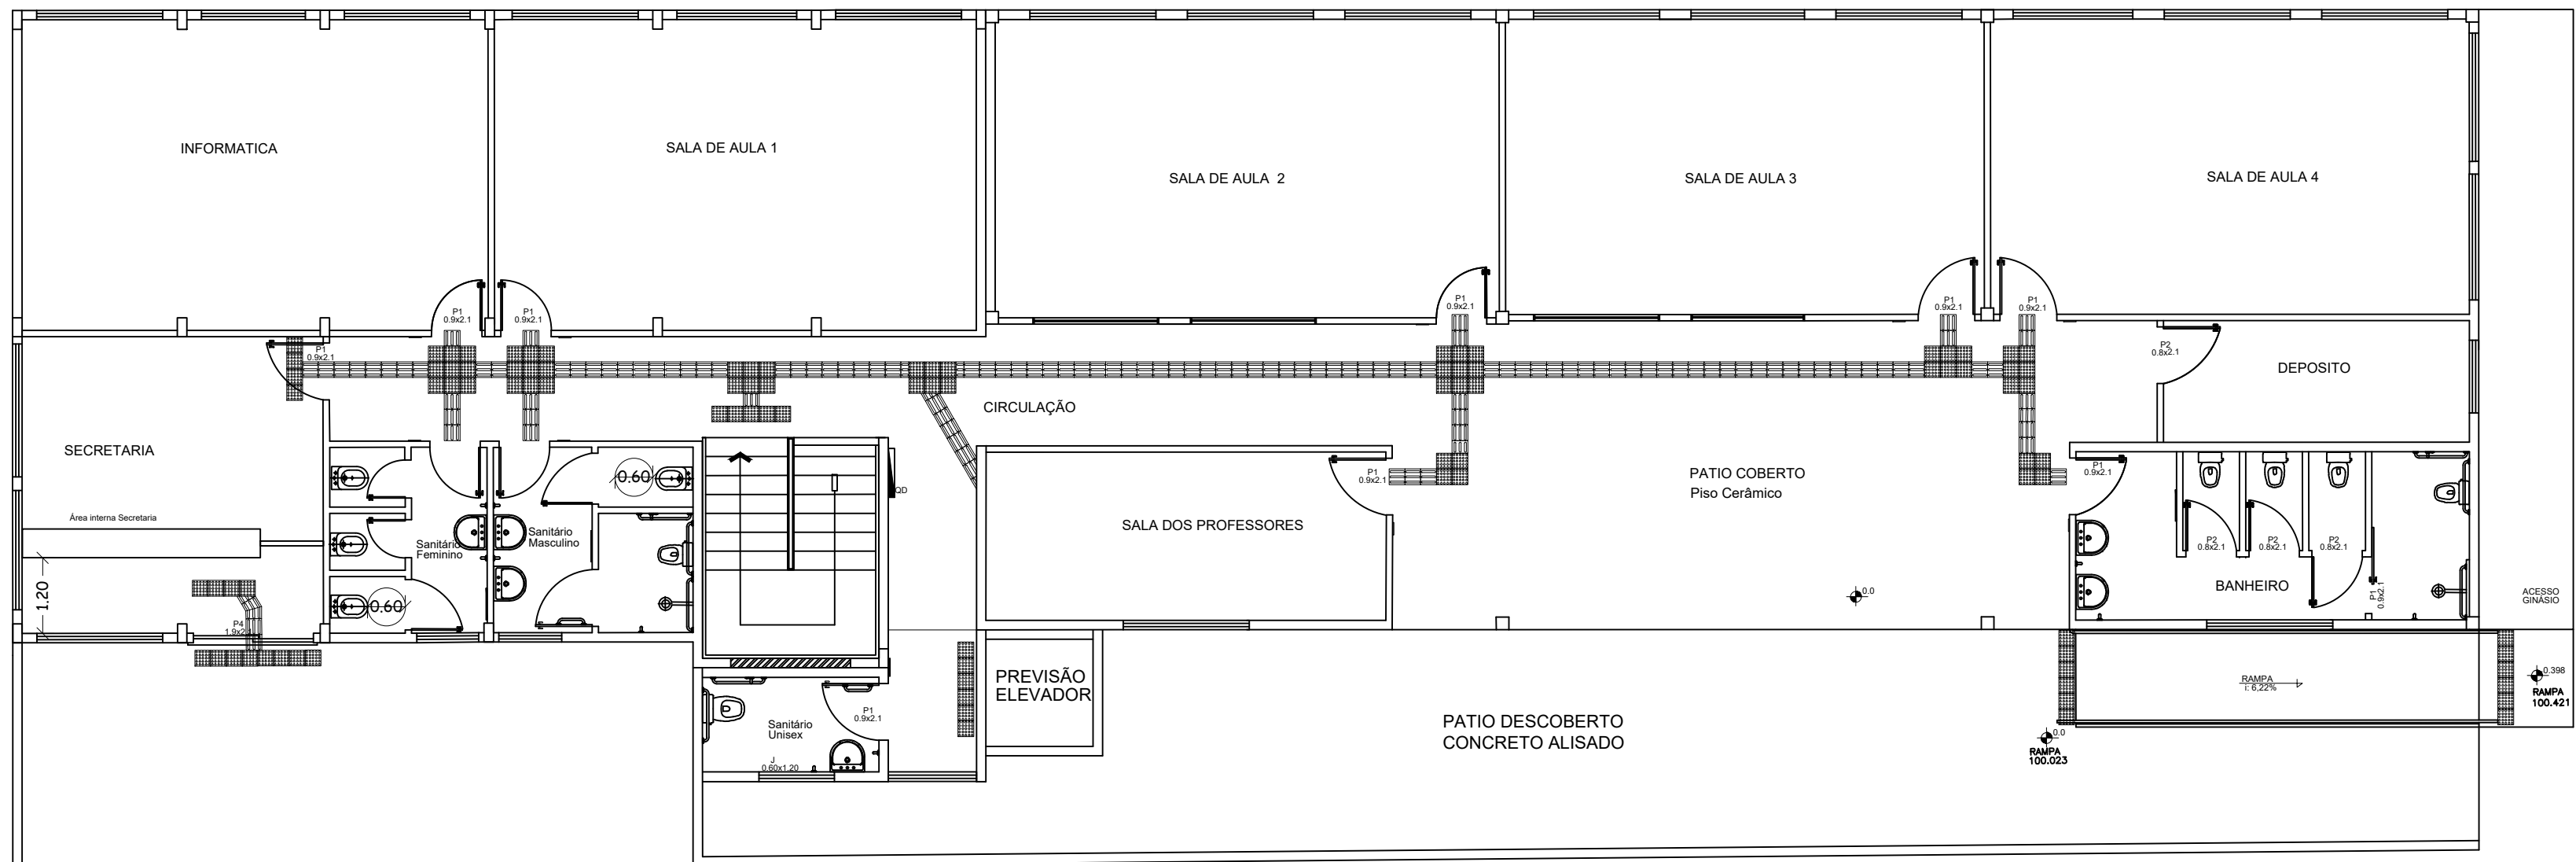 INFORMATICA
SALA DE AULA 1
SALA DE AULA  2
SALA DE AULA 3
SALA DE AULA 4
P1
0.9x2.1
P1
0.9x2.1
P1
0.9x2.1
P1
0.9x2.1
P1
0.9x2.1
P1
0.9x2.1
P2
0.8x2.1
DEPOSITO
CIRCULAÇÃO
SECRETARIA
Área interna Secretaria
1.20
P4
1.9x2.1
Sanitário
Feminino
0.60
Sanitário
Masculino
0.60
QD
SALA DOS PROFESSORES
P1
0.9x2.1
PATIO COBERTO
Piso Cerâmico
0.0
P1
0.9x2.1
P2
0.8x2.1
P2
0.8x2.1
P2
0.8x2.1
P1
0.9x2.1
BANHEIRO
ACESSO
GINÁSIO
PREVISÃO
ELEVADOR
Sanitário
Unisex
P1
0.9x2.1
J
0.60x1.20
PATIO DESCOBERTO
CONCRETO ALISADO
RAMPA
i: 6,22%
0.398
RAMPA
100.421
0.0
RAMPA
100.023